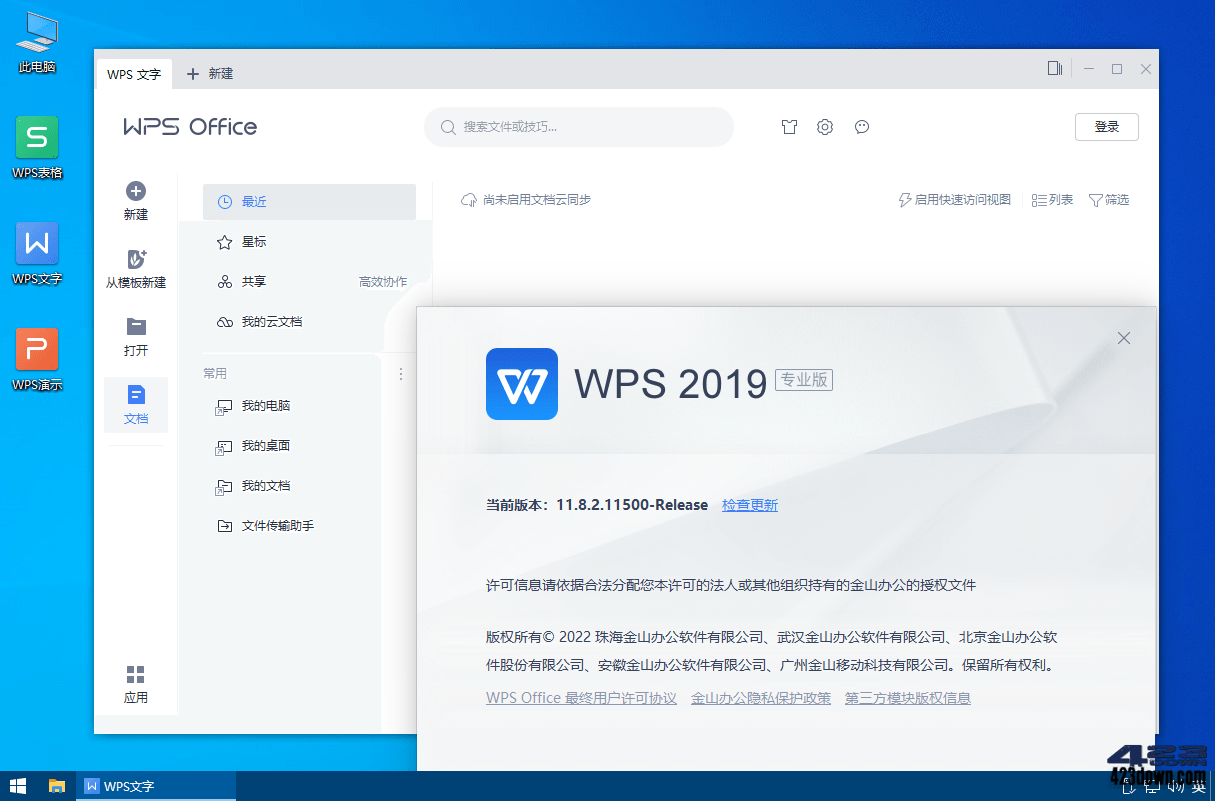 此电脑
WPS表格
WPS文字
WPS演示
WPS 文字
新建
WPS Office
搜索文件或技巧...
登录
新建
从模板新建
打开
文档
应用
最近
星标
共享 高效协作
我的云文档
常用
我的电脑
我的桌面
我的文档
文件传输助手
尚未启用文档云同步
启用快速访问视图 列表 筛选
WPS 2019 专业版
当前版本：11.8.2.11500-Release 检查更新
许可信息请依据合法分配您本许可的法人或其他组织持有的金山办公的授权文件
版权所有© 2022 珠海金山办公软件有限公司、武汉金山办公软件有限公司、北京金山办公软
件股份有限公司、安徽金山办公软件有限公司、广州金山移动科技有限公司。保留所有权利。
WPS Office 最终用户许可协议 金山办公隐私保护政策 第三方模块版权信息
WPS文字
423
423down.com
英